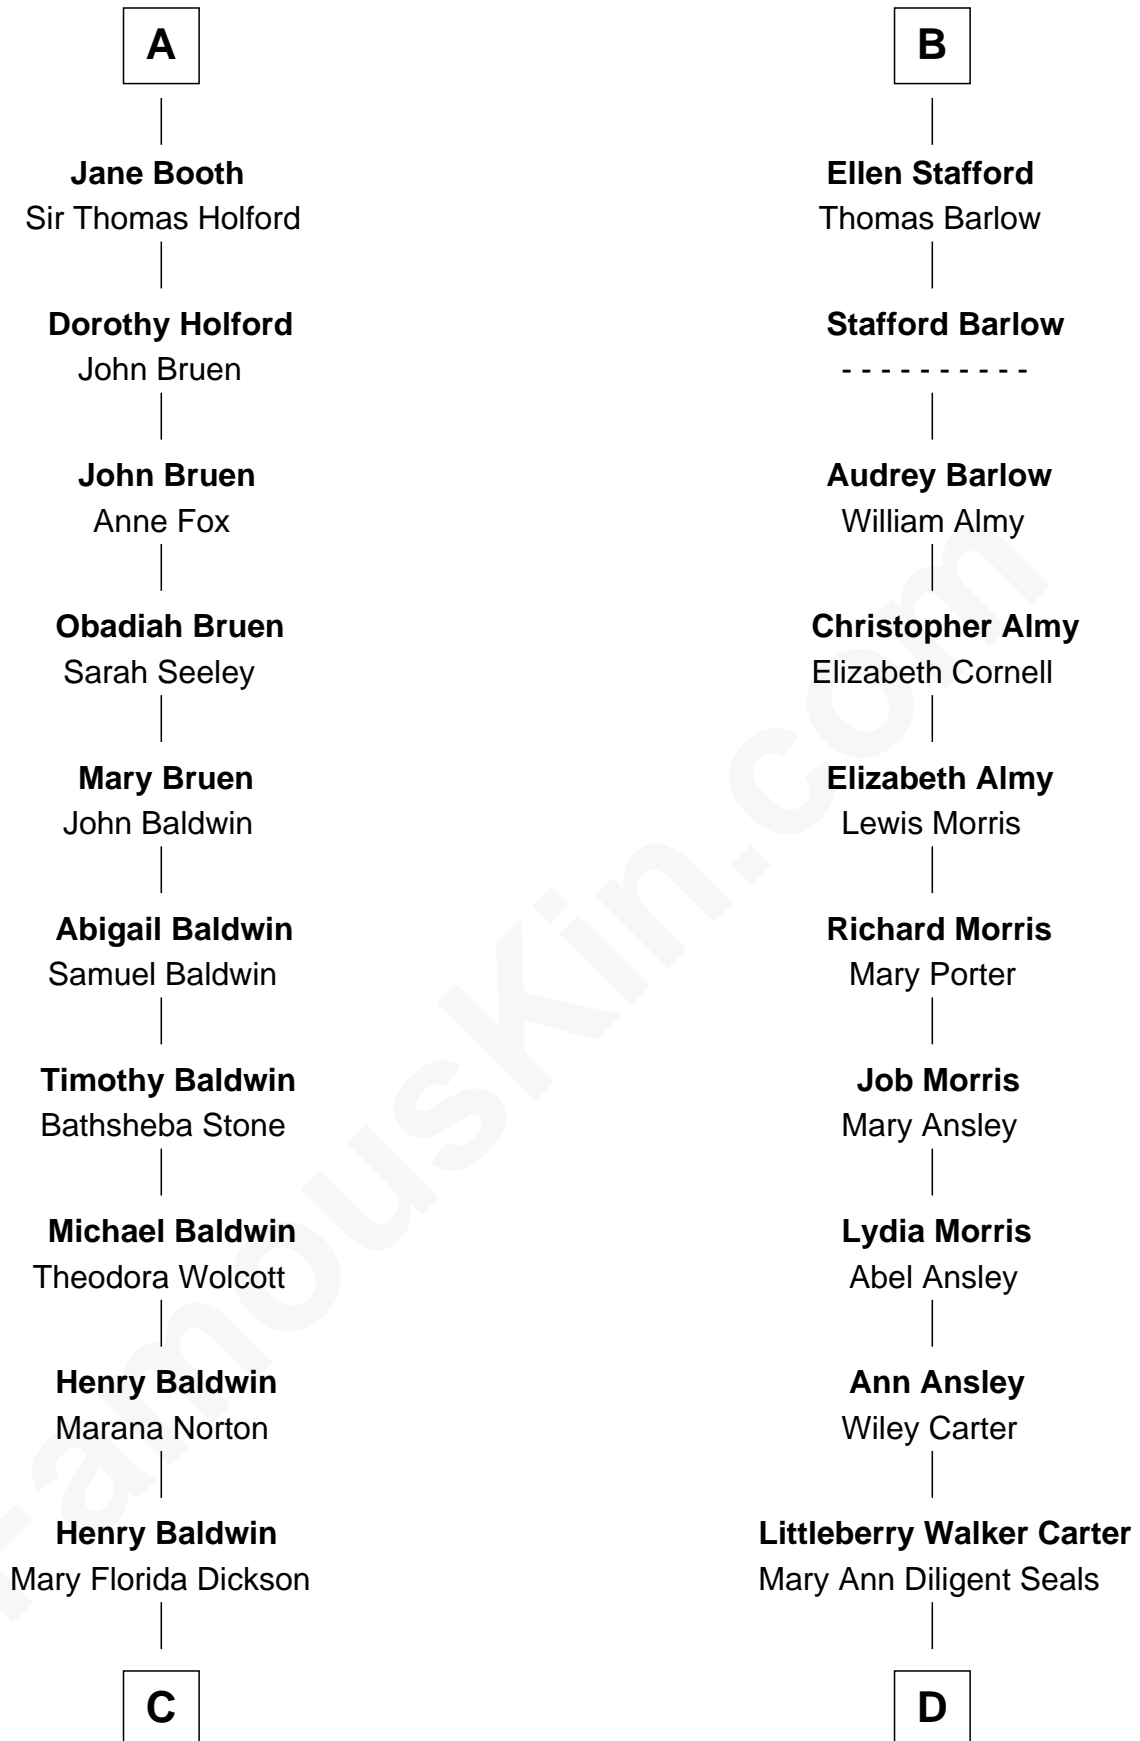 A
Jane Booth
Sir Thomas Holford
Dorothy Holford
John Bruen
John Bruen
Anne Fox
Obadiah Bruen
Sarah Seeley
Mary Bruen
John Baldwin
Abigail Baldwin
Samuel Baldwin
Timothy Baldwin
Bathsheba Stone
Michael Baldwin
Theodora Wolcott
Henry Baldwin
Marana Norton
Henry Baldwin
Mary Florida Dickson
C
B
Ellen Stafford
Thomas Barlow
Stafford Barlow
- - - - - - - - - -
Audrey Barlow
William Almy
Christopher Almy
Elizabeth Cornell
Elizabeth Almy
Lewis Morris
Richard Morris
Mary Porter
Job Morris
Mary Ansley
Lydia Morris
Abel Ansley
Ann Ansley
Wiley Carter
Littleberry Walker Carter
Mary Ann Diligent Seals
D
FamousKin.com